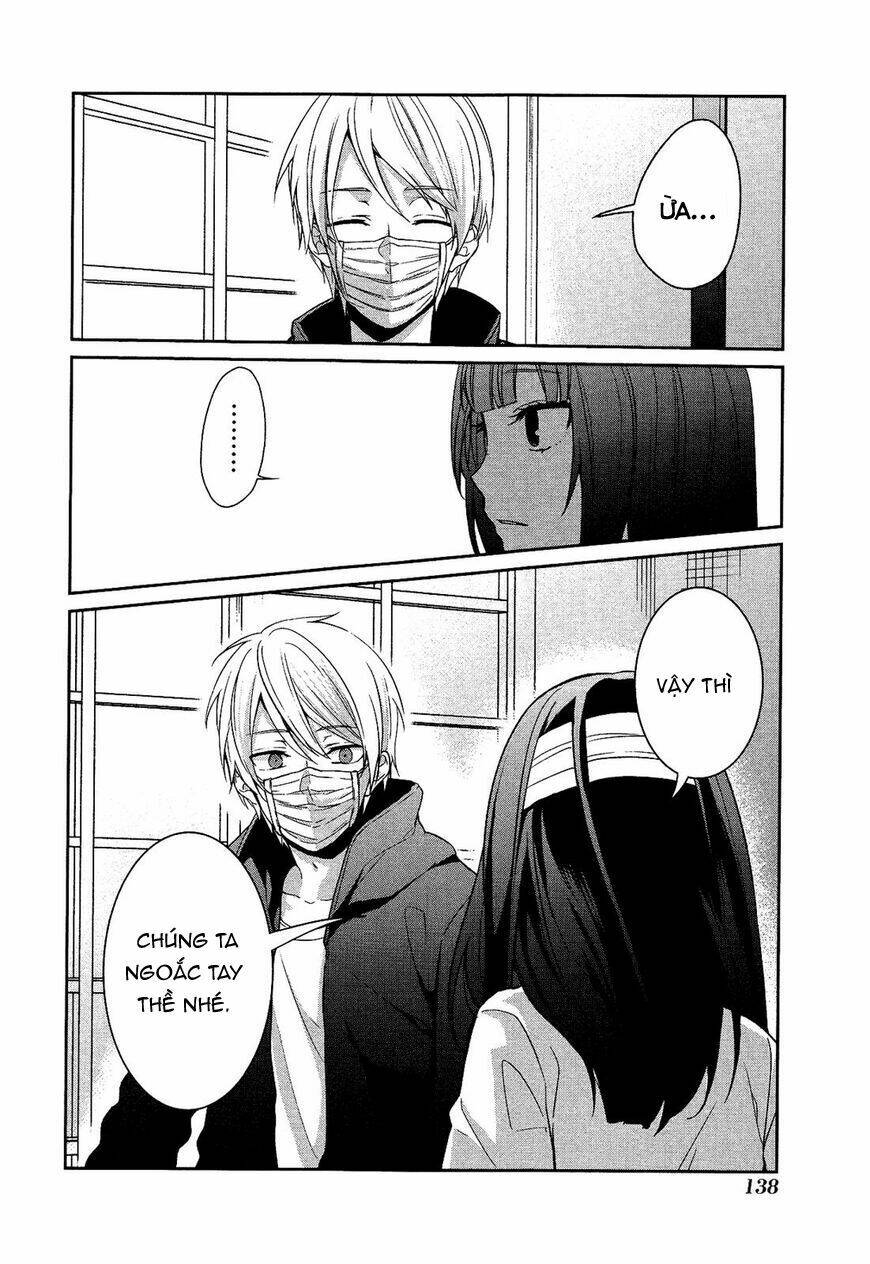 ỪA...
.........
VẬY THÌ
CHÚNG TA
NGOẮC TAY
THỀ NHÉ.
138